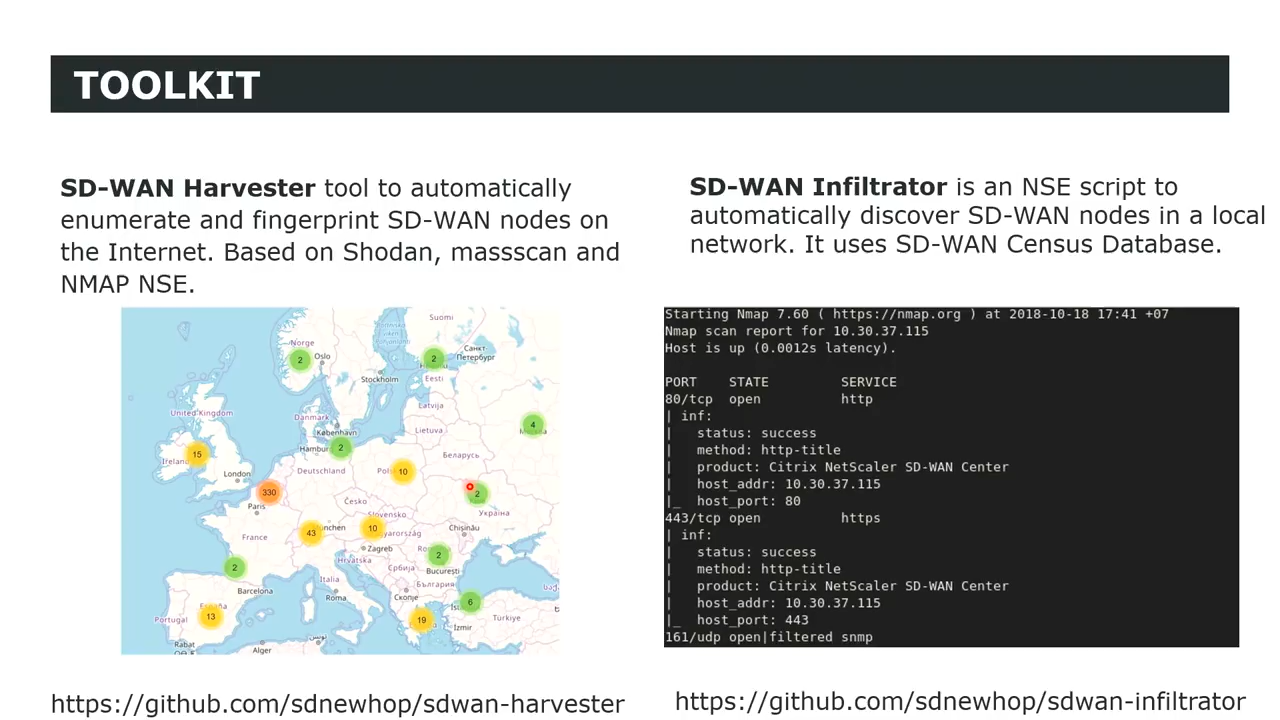 TOOLKIT
SD-WAN Harvester tool to automatically
enumerate and fingerprint SD-WAN nodes on
the Internet. Based on Shodan, massscan and
NMAP NSE.
SD-WAN Infiltrator is an NSE script to
automatically discover SD-WAN nodes in a local
network. It uses SD-WAN Census Database.
Suomi
Norge
2
Oslo
2
Санкт-
Петербург
Stockholm
Eesti
Latvija
United Kingdom
Danmark
4
København
Lietuva
15
Hamburg
2
Беларусь
Ireland
London
Deutschland
10
330
2
Paris
Česko
Україна
43
10
Slovensko
Chișinău
France
Zagreb
2
Hrvatska
2
Србија
București
Barcelona
Italia
България
13
Roma
Скопје
6
Portugal
19
İzmir
Türkiye
Rabat
Alger
تونس
Starting Nmap 7.60 ( https://nmap.org ) at 2018-10-18 17:41 +07
Nmap scan report for 10.30.37.115
Host is up (0.0012s latency).
PORT    STATE         SERVICE
80/tcp  open          http
| inf:
|   status: success
|   method: http-title
|   product: Citrix NetScaler SD-WAN Center
|   host_addr: 10.30.37.115
|_  host_port: 80
443/tcp open          https
| inf:
|   status: success
|   method: http-title
|   product: Citrix NetScaler SD-WAN Center
|   host_addr: 10.30.37.115
|_  host_port: 443
161/udp open|filtered snmp
https://github.com/sdnewhop/sdwan-harvester
https://github.com/sdnewhop/sdwan-infiltrator